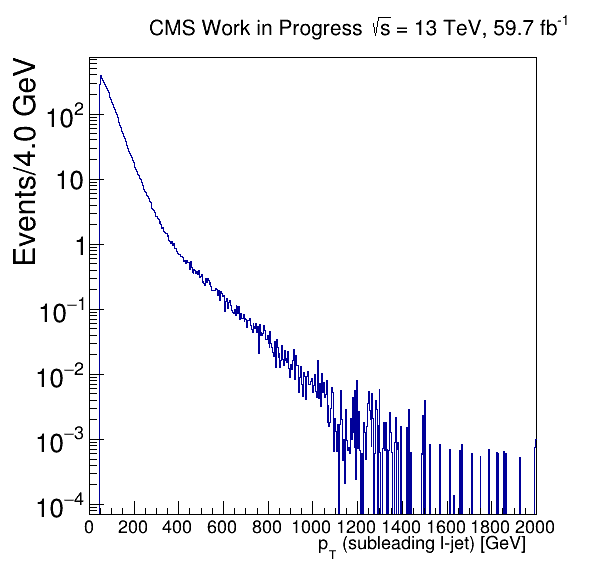 CMS Work in Progress √s = 13 TeV, 59.7 fb⁻¹
Events/4.0 GeV
10²
10
1
10⁻¹
10⁻²
10⁻³
10⁻⁴
0 200 400 600 800 1000 1200 1400 1600 1800 2000
p_T (subleading l-jet) [GeV]